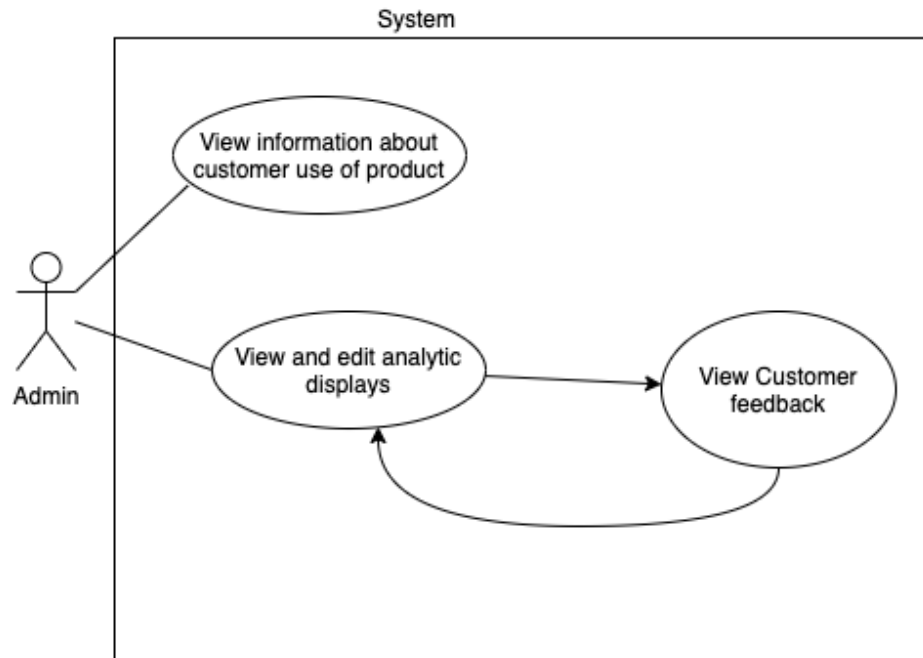 System
View information about
customer use of product
View and edit analytic
displays
View Customer
feedback
Admin